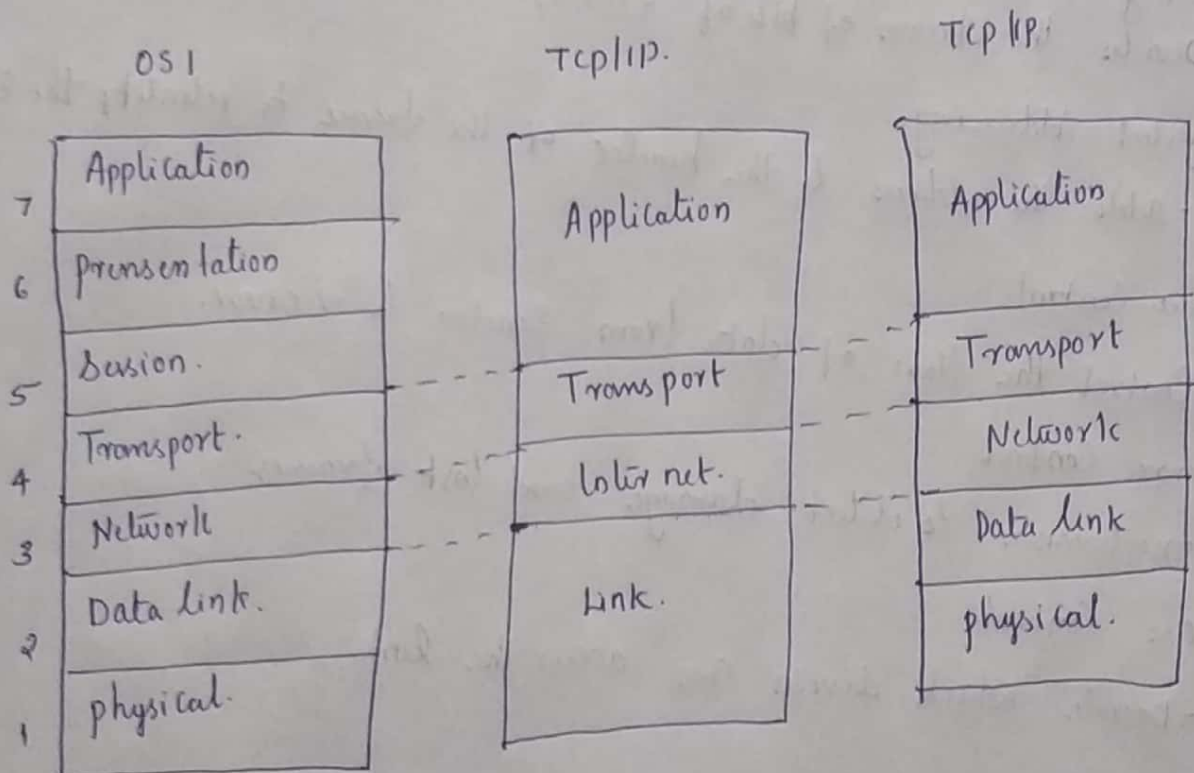 OSI
Tcp/IP.
Tcp/IP.
7
Application
6
Prensentation
5
Session.
4
Transport.
3
Network
2
Data link.
1
physical.
Application
Transport
Internet.
Link.
Application
Transport
Network
Data link
physical.